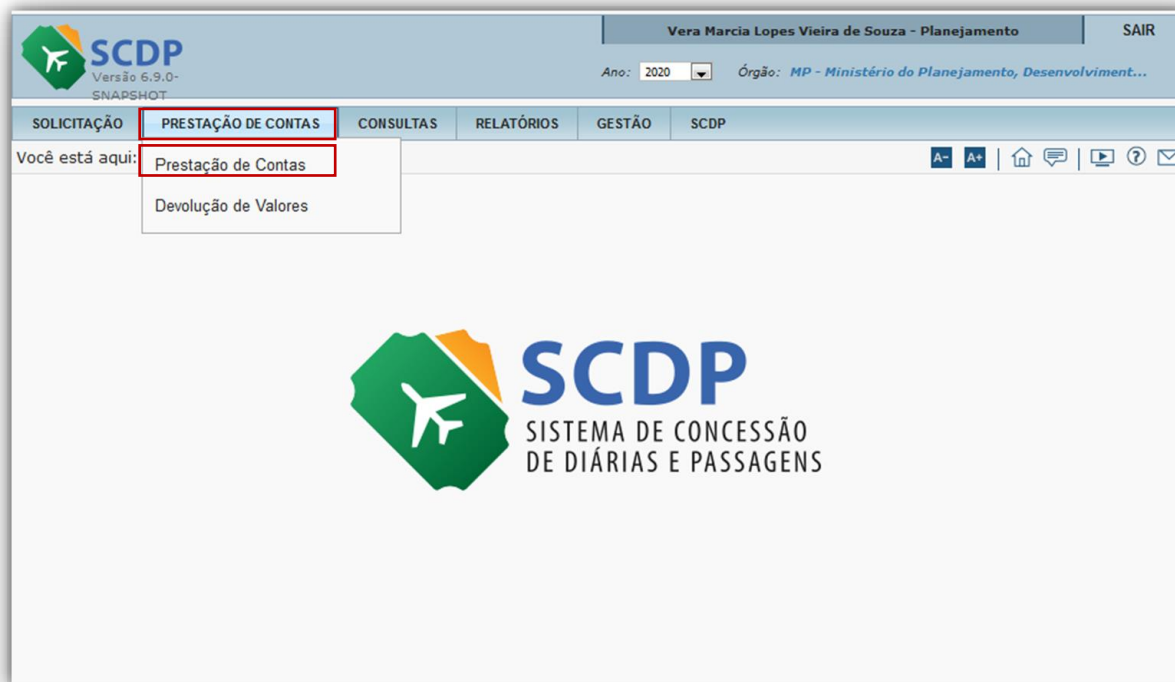 SCDP
Versão 6.9.0-
SNAPSHOT
Vera Marcia Lopes Vieira de Souza - Planejamento
SAIR
Ano: 2020 Órgão: MP - Ministério do Planejamento, Desenvolviment...
SOLICITAÇÃO PRESTAÇÃO DE CONTAS CONSULTAS RELATÓRIOS GESTÃO SCDP
Você está aqui:
A- A+ ?
Prestação de Contas
Devolução de Valores
SCDP
SISTEMA DE CONCESSÃO
DE DIÁRIAS E PASSAGENS